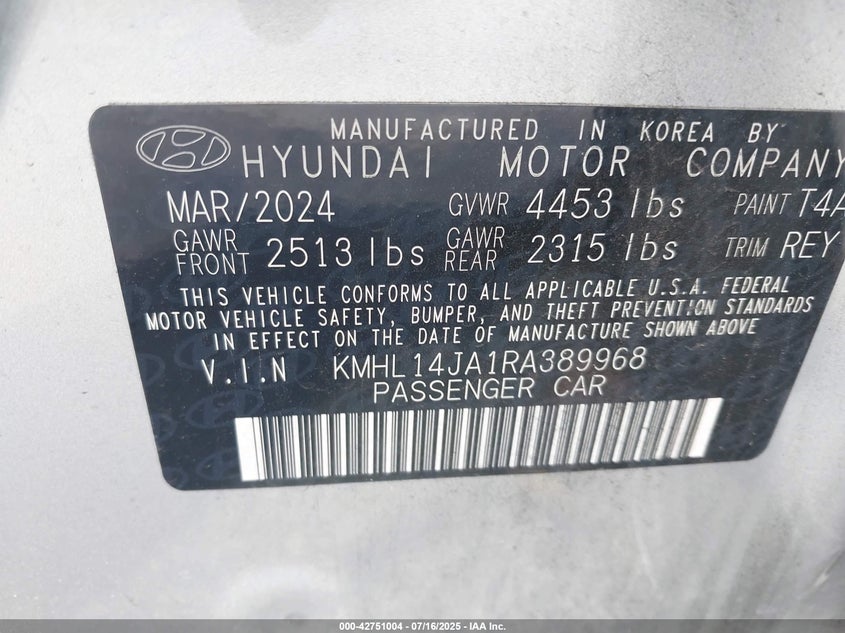 MANUFACTURED IN KOREA BY:
HYUNDAI MOTOR COMPANY
MAR/2024 GVWR 4453 lbs PAINT T4A
GAWR FRONT 2513 lbs GAWR REAR 2315 lbs TRIM REY
THIS VEHICLE CONFORMS TO ALL APPLICABLE U.S.A. FEDERAL
MOTOR VEHICLE SAFETY, BUMPER, AND THEFT PREVENTION STANDARDS
IN EFFECT ON THE DATE OF MANUFACTURE SHOWN ABOVE
V.I.N KMHL14JA1RA389968
PASSENGER CAR
000-42751004 - 07/16/2025 - IAA Inc.